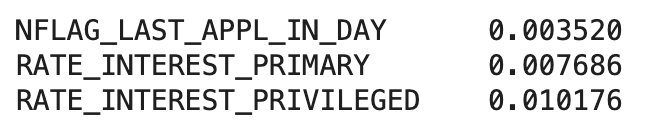 NFLAG_LAST_APPL_IN_DAY 0.003520
RATE_INTEREST_PRIMARY 0.007686
RATE_INTEREST_PRIVILEGED 0.010176